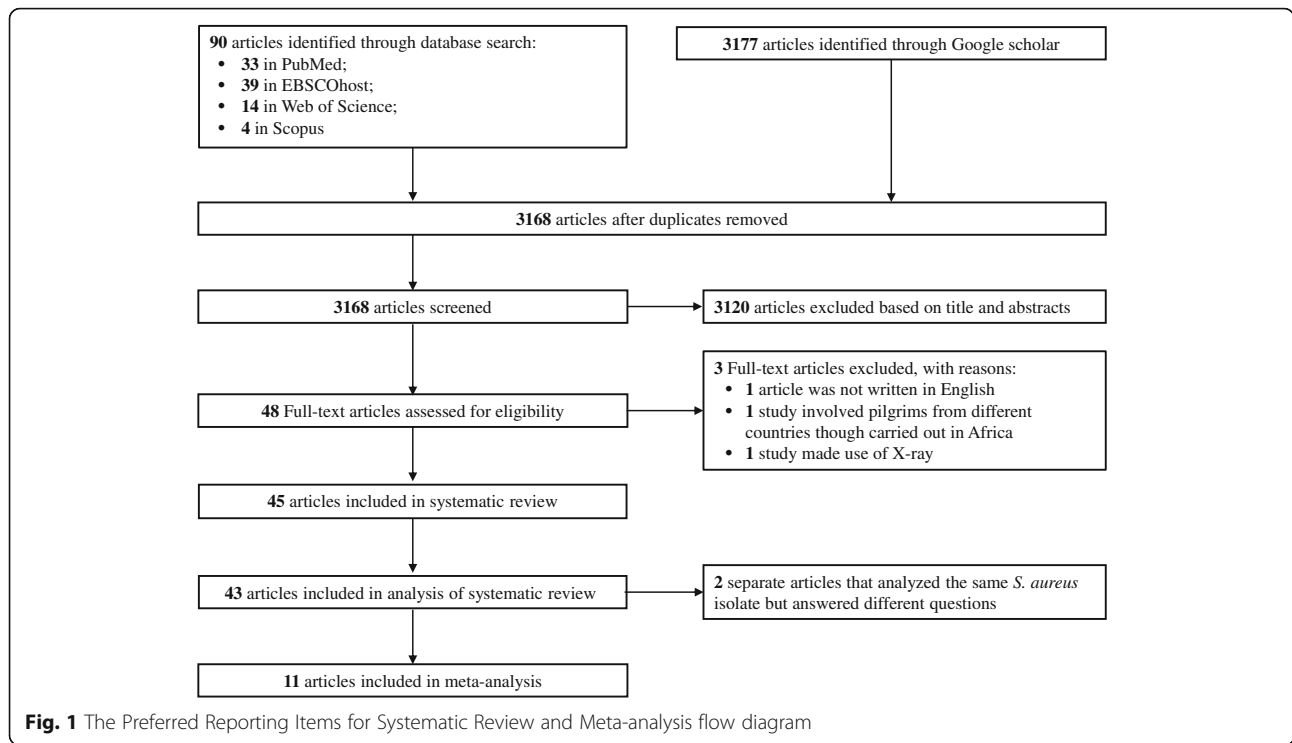 90 articles identified through database search:
• 33 in PubMed;
• 39 in EBSCOhost;
• 14 in Web of Science;
• 4 in Scopus
3177 articles identified through Google scholar
3168 articles after duplicates removed
3168 articles screened
3120 articles excluded based on title and abstracts
48 Full-text articles assessed for eligibility
3 Full-text articles excluded, with reasons:
• 1 article was not written in English
• 1 study involved pilgrims from different
countries though carried out in Africa
• 1 study made use of X-ray
45 articles included in systematic review
43 articles included in analysis of systematic review
2 separate articles that analyzed the same S. aureus
isolate but answered different questions
11 articles included in meta-analysis
Fig. 1 The Preferred Reporting Items for Systematic Review and Meta-analysis flow diagram